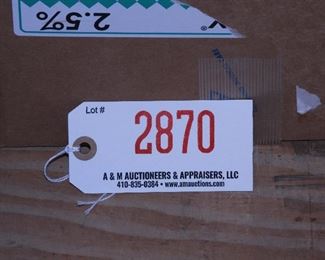 2.5%
Lot #
2870
A & M AUCTIONEERS & APPRAISERS, LLC
410-835-0384 • www.amauctions.com